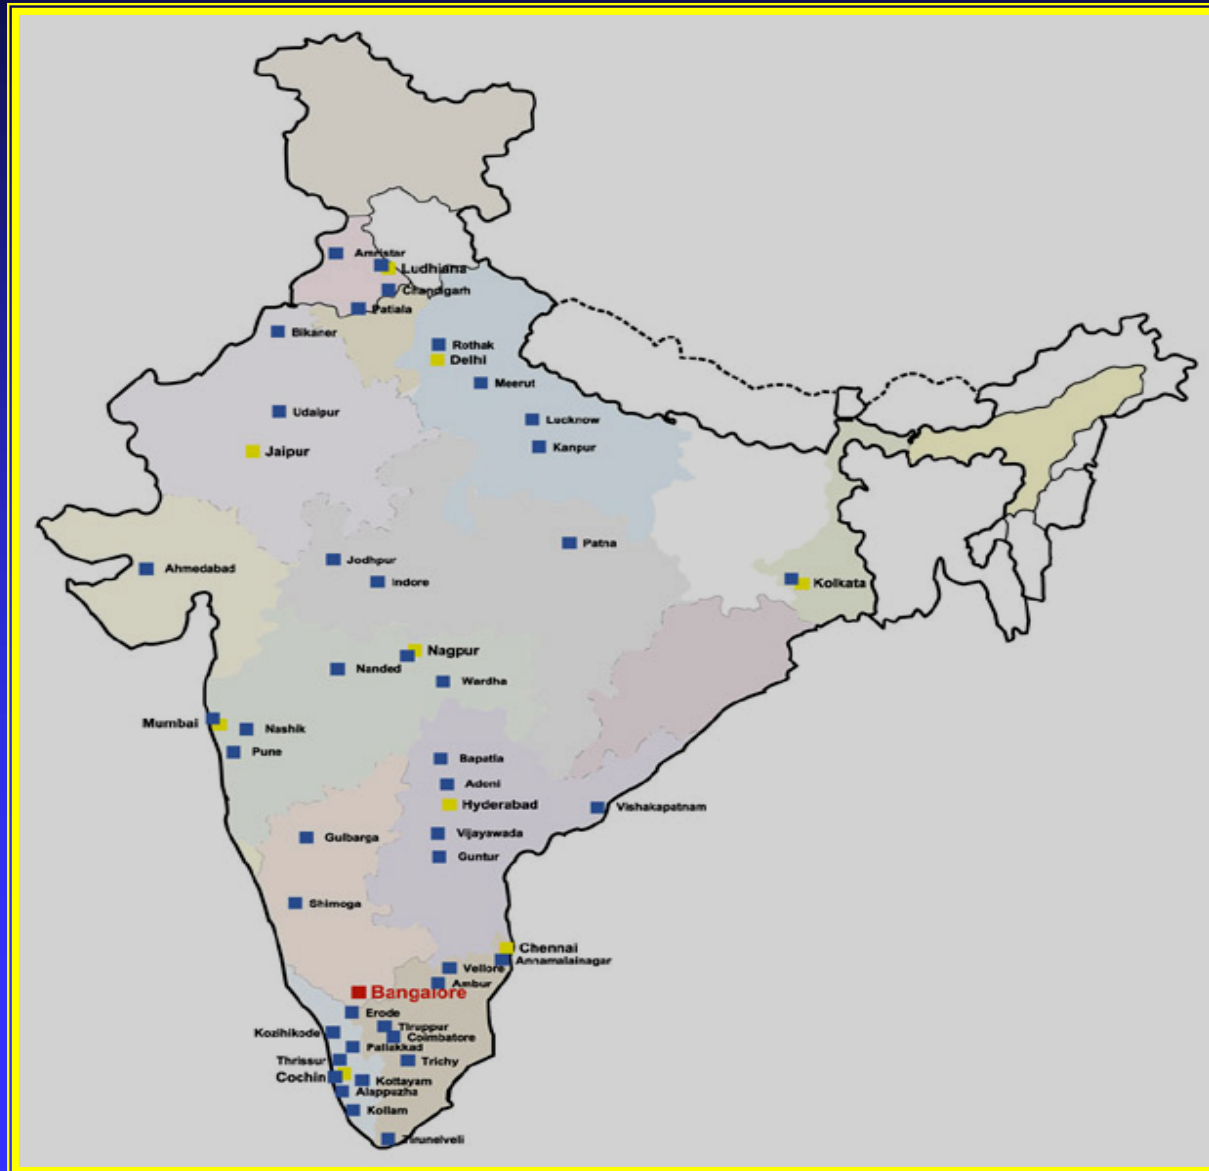 Amristar
Ludhiana
Chandigarh
Patiala
Bikaner
Rothak
Delhi
Meerut
Udaipur
Lucknow
Kanpur
Jaipur
Patna
Jodhpur
Ahmedabad
Indore
Kolkata
Nagpur
Nanded
Wardha
Mumbai
Nashik
Pune
Bapatla
Adoni
Hyderabad
Vishakapatnam
Vijayawada
Gulbarga
Guntur
Shimoga
Chennai
Annamalainagar
Vellore
Ambur
Bangalore
Erode
Tiruppur
Kozihikode
Coimbatore
Pallakkad
Thrissur
Trichy
Cochin
Kottayam
Alappuzha
Kollam
Tirunelveli